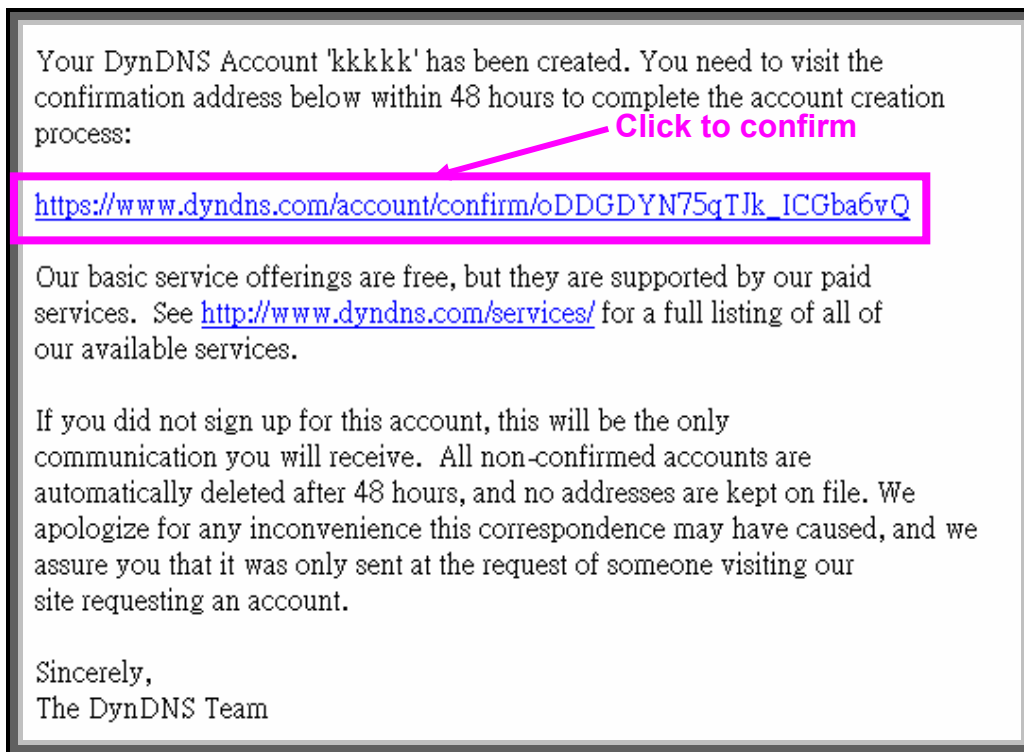 Your DynDNS Account 'kkkkk' has been created. You need to visit the
confirmation address below within 48 hours to complete the account creation
process:
Click to confirm
https://www.dyndns.com/account/confirm/oDDGDYN75qTJk_ICGba6vQ
Our basic service offerings are free, but they are supported by our paid
services.  See http://www.dyndns.com/services/ for a full listing of all of
our available services.
If you did not sign up for this account, this will be the only
communication you will receive.  All non-confirmed accounts are
automatically deleted after 48 hours, and no addresses are kept on file. We
apologize for any inconvenience this correspondence may have caused, and we
assure you that it was only sent at the request of someone visiting our
site requesting an account.
Sincerely,
The DynDNS Team